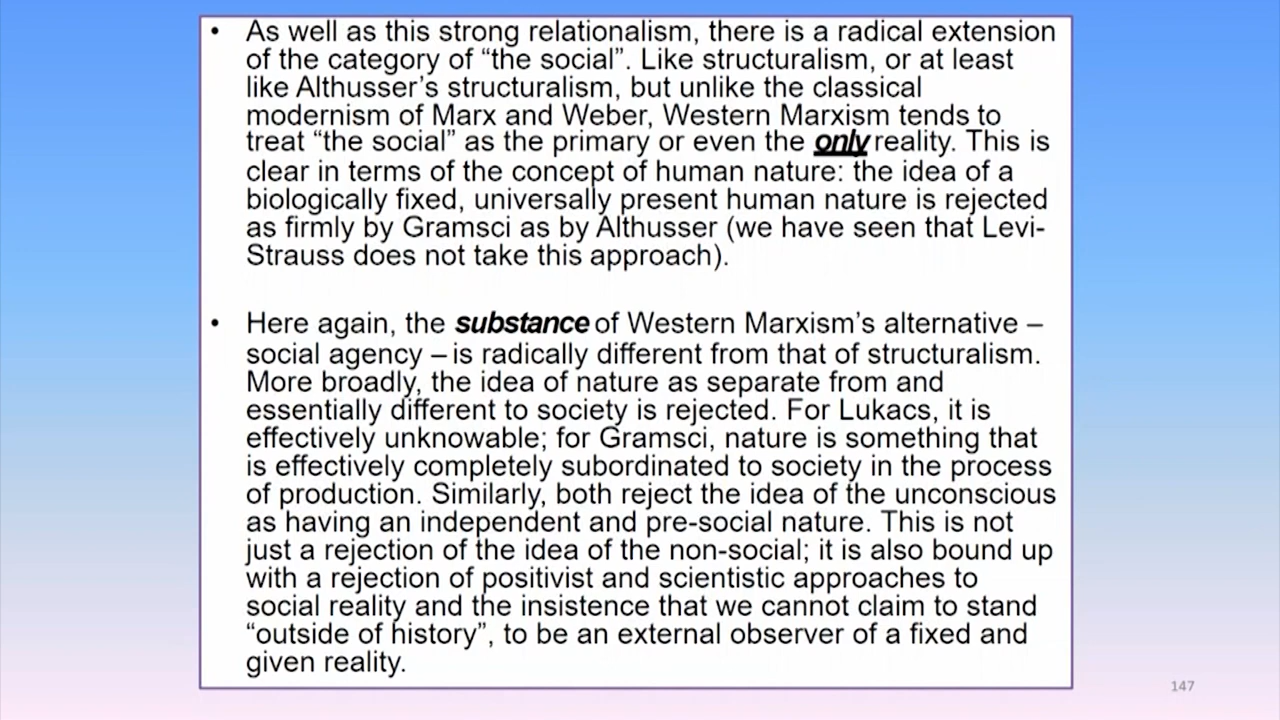 • As well as this strong relationalism, there is a radical extension
of the category of “the social”. Like structuralism, or at least
like Althusser’s structuralism, but unlike the classical
modernism of Marx and Weber, Western Marxism tends to
treat “the social” as the primary or even the only reality. This is
clear in terms of the concept of human nature: the idea of a
biologically fixed, universally present human nature is rejected
as firmly by Gramsci as by Althusser (we have seen that Levi-
Strauss does not take this approach).
• Here again, the substance of Western Marxism’s alternative –
social agency – is radically different from that of structuralism.
More broadly, the idea of nature as separate from and
essentially different to society is rejected. For Lukacs, it is
effectively unknowable; for Gramsci, nature is something that
is effectively completely subordinated to society in the process
of production. Similarly, both reject the idea of the unconscious
as having an independent and pre-social nature. This is not
just a rejection of the idea of the non-social; it is also bound up
with a rejection of positivist and scientistic approaches to
social reality and the insistence that we cannot claim to stand
“outside of history”, to be an external observer of a fixed and
given reality.
147